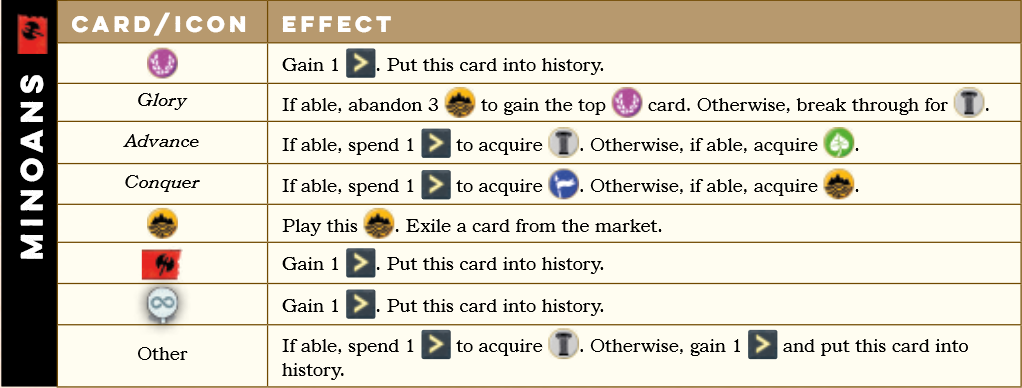 MINOANS
CARD/ICON EFFECT
Gain 1 >. Put this card into history.
Glory If able, abandon 3 to gain the top card. Otherwise, break through for .
Advance If able, spend 1 > to acquire . Otherwise, if able, acquire .
Conquer If able, spend 1 > to acquire . Otherwise, if able, acquire .
Play this . Exile a card from the market.
Gain 1 >. Put this card into history.
Gain 1 >. Put this card into history.
Other If able, spend 1 > to acquire . Otherwise, gain 1 > and put this card into
history.